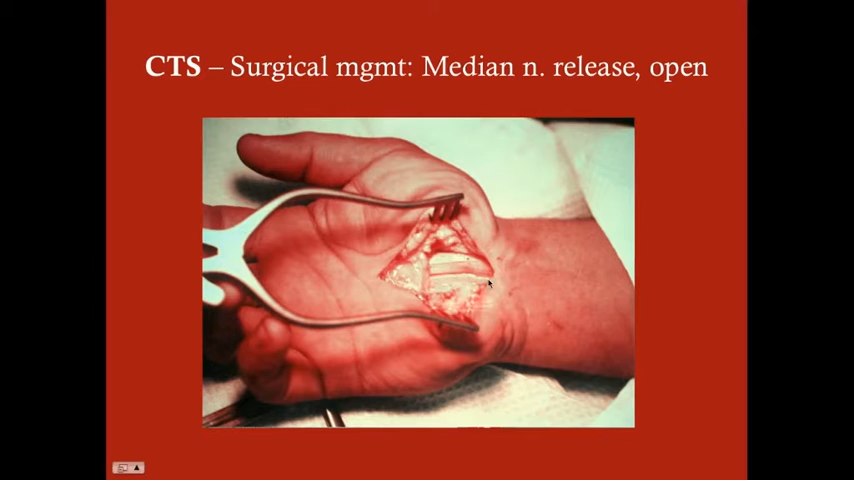 CTS – Surgical mgmt: Median n. release, open